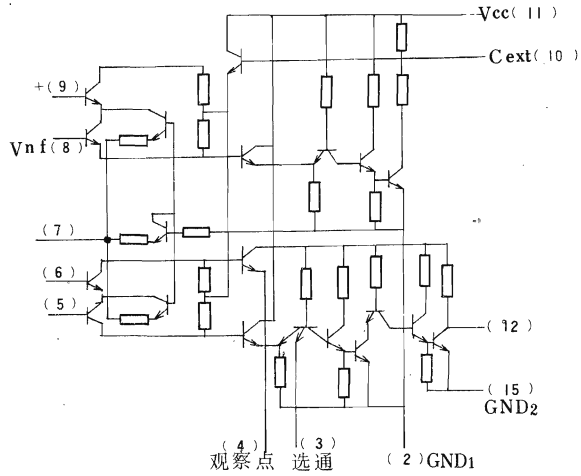 Vcc(11)
Cext(10)
+(9)
Vnf(8)
(7)
(6)
(5)
(12)
(15)
GND2
(4) (3)
观察点 选通 (2) GND1